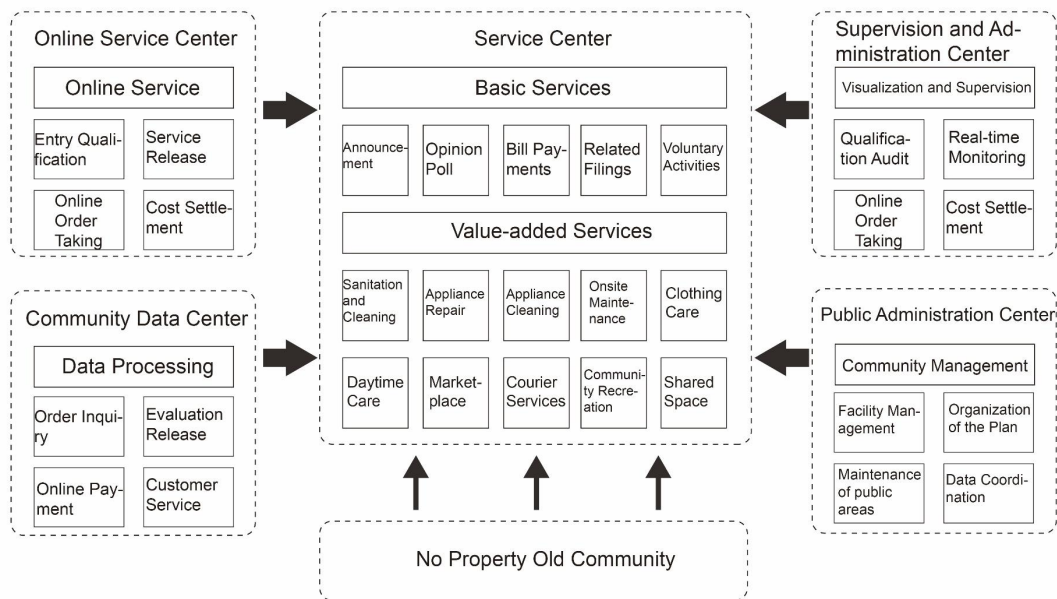 Online Service Center
Online Service
Entry Quali-
fication
Service
Release
Online
Order
Taking
Cost Settle-
ment
Community Data Center
Data Processing
Order Inqui-
ry
Evaluation
Release
Online Pay-
ment
Customer
Service
Service Center
Basic Services
Announce-
ment
Opinion
Poll
Bill Pay-
ments
Related
Filings
Voluntary
Activities
Value-added Services
Sanitation
and
Cleaning
Appliance
Repair
Appliance
Cleaning
Onsite
Mainte-
nance
Clothing
Care
Daytime
Care
Market-
place
Courier
Services
Communi-
ty Recre-
ation
Shared
Space
No Property Old Community
Supervision and Ad-
ministration Center
Visualization and Supervision
Qualifica-
tion Audit
Real-time
Monitoring
Online
Order
Taking
Cost Settle-
ment
Public Administration Center
Community Management
Facility Man-
agement
Organization
of the Plan
Maintenance
of public
areas
Data Coordi-
nation